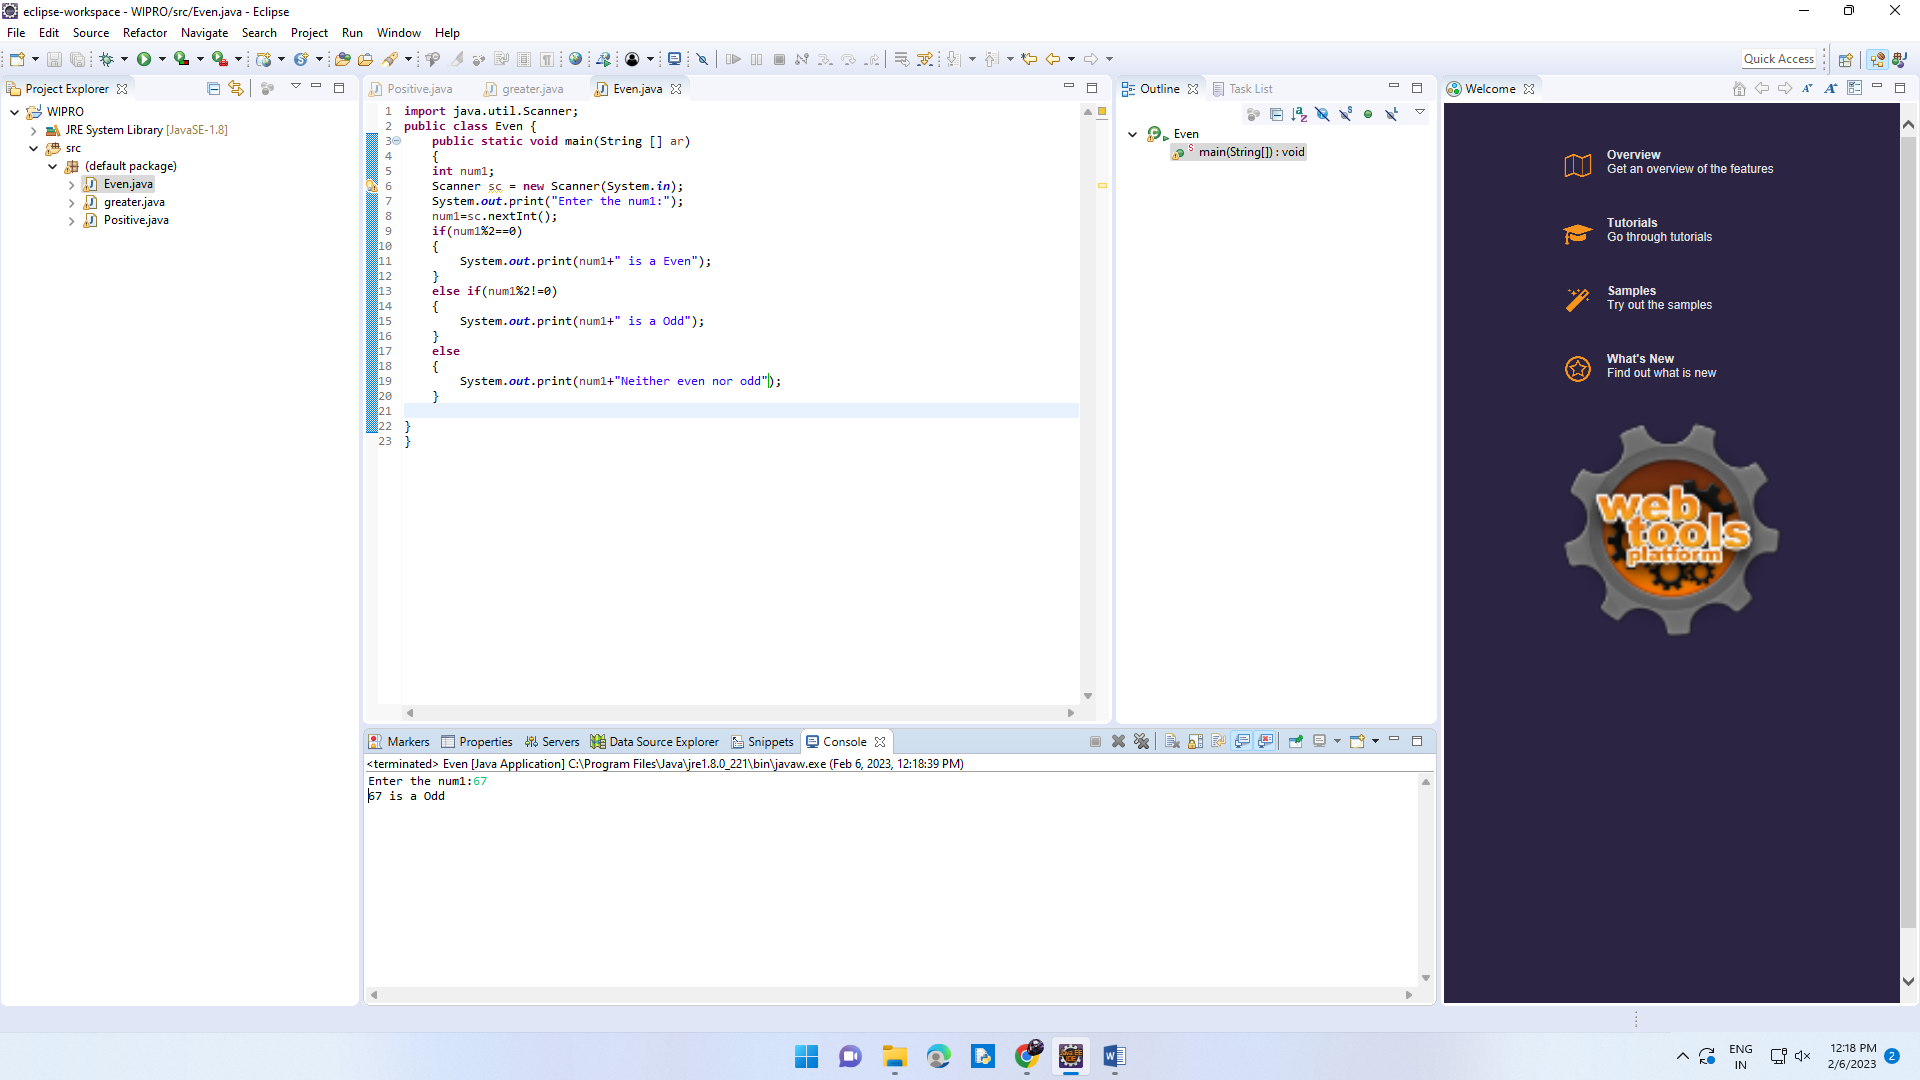 eclipse-workspace - WIPRO/src/Even.java - Eclipse
File Edit Source Refactor Navigate Search Project Run Window Help
Quick Access
Project Explorer
WIPRO
JRE System Library [JavaSE-1.8]
src
(default package)
Even.java
greater.java
Positive.java
Positive.java greater.java Even.java
1 import java.util.Scanner;
2 public class Even {
3 public static void main(String [] ar)
4 {
5 int num1;
6 Scanner sc = new Scanner(System.in);
7 System.out.print("Enter the num1:");
8 num1=sc.nextInt();
9 if(num1%2==0)
10 {
11 System.out.print(num1+" is a Even");
12 }
13 else if(num1%2!=0)
14 {
15 System.out.print(num1+" is a Odd");
16 }
17 else
18 {
19 System.out.print(num1+"Neither even nor odd");
20 }
21
22 }
23 }
Outline Task List
Even
main(String[]) : void
Welcome
Overview
Get an overview of the features
Tutorials
Go through tutorials
Samples
Try out the samples
What's New
Find out what is new
web
tools
platform
Markers Properties Servers Data Source Explorer Snippets Console
<terminated> Even [Java Application] C:\Program Files\Java\jre1.8.0_221\bin\javaw.exe (Feb 6, 2023, 12:18:39 PM)
Enter the num1:67
67 is a Odd
ENG
IN
12:18 PM
2/6/2023
2